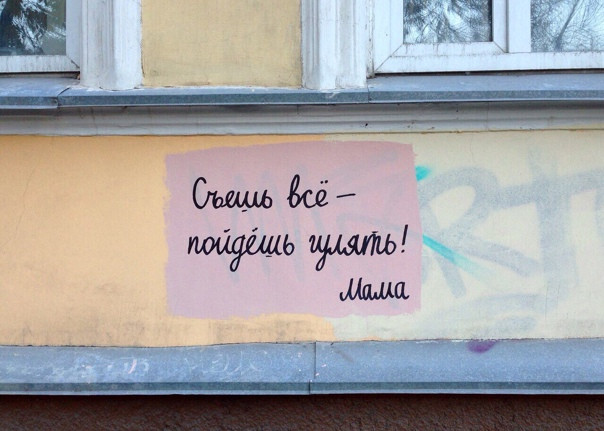 Съешь всё –
пойдёшь гулять!
Мама